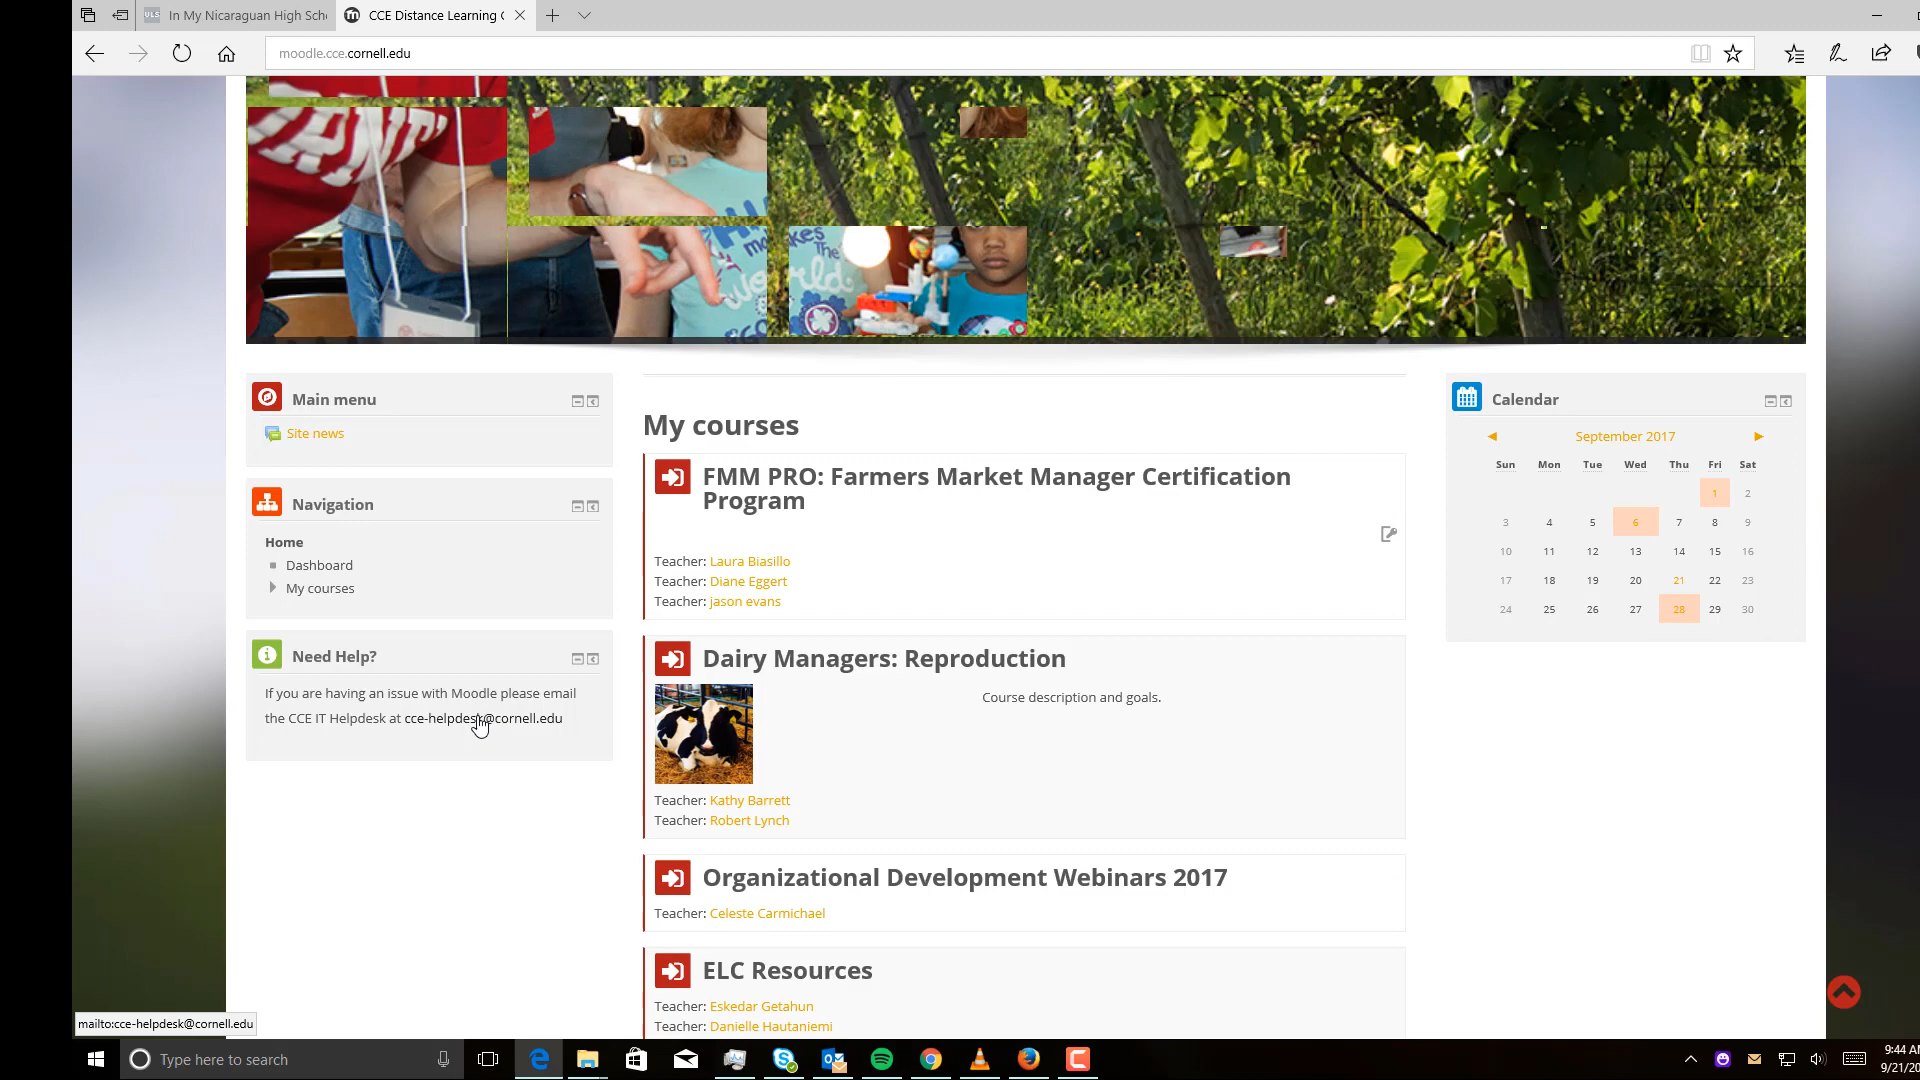 In My Nicaraguan High Sch
CCE Distance Learning
moodle.cce.cornell.edu
makes The
World
Main menu
Site news
Navigation
Home
Dashboard
My courses
Need Help?
If you are having an issue with Moodle please email
the CCE IT Helpdesk at cce-helpdesk@cornell.edu
My courses
FMM PRO: Farmers Market Manager Certification
Program
Teacher: Laura Biasillo
Teacher: Diane Eggert
Teacher: jason evans
Dairy Managers: Reproduction
Course description and goals.
Teacher: Kathy Barrett
Teacher: Robert Lynch
Organizational Development Webinars 2017
Teacher: Celeste Carmichael
ELC Resources
Teacher: Eskedar Getahun
Teacher: Danielle Hautaniemi
Calendar
September 2017
Sun Mon Tue Wed Thu Fri Sat
1 2
3 4 5 6 7 8 9
10 11 12 13 14 15 16
17 18 19 20 21 22 23
24 25 26 27 28 29 30
mailto:cce-helpdesk@cornell.edu
Type here to search
9:44 AM
9/21/20